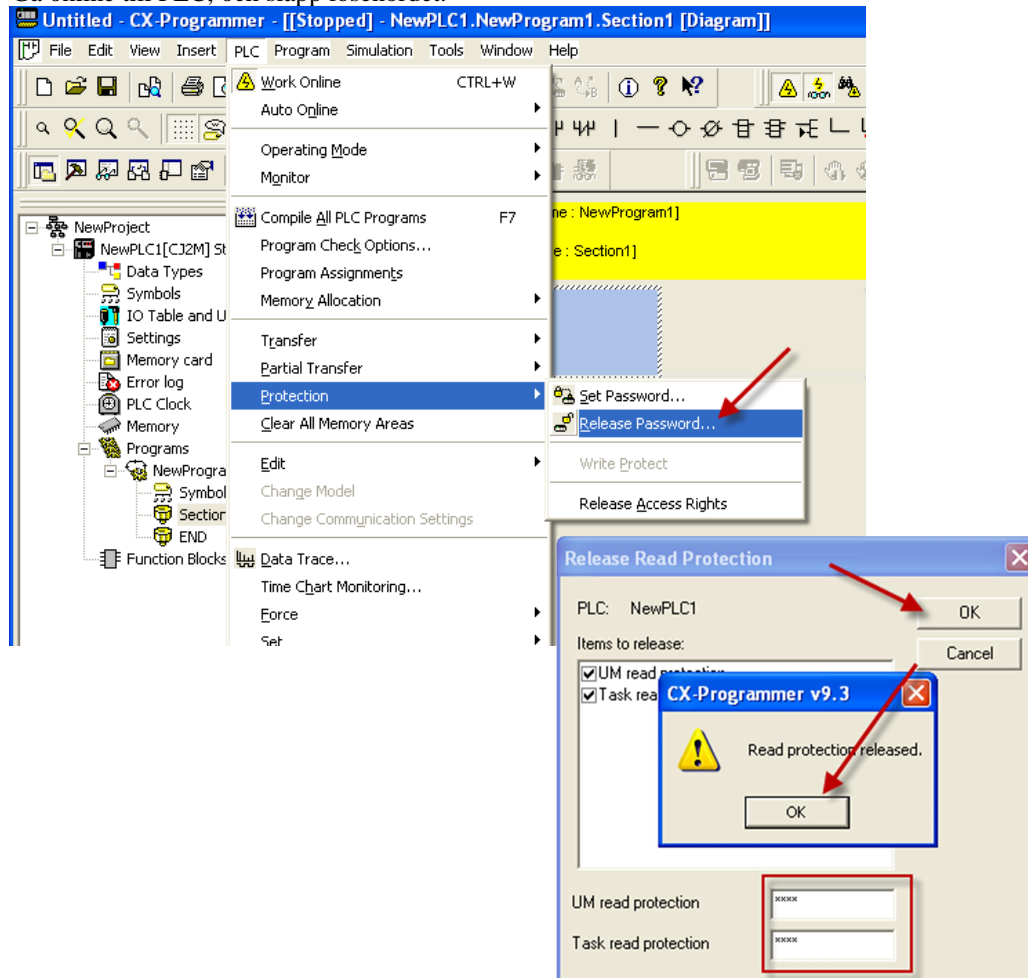 Untitled - CX-Programmer - [[Stopped] - NewPLC1.NewProgram1.Section1 [Diagram]]
File Edit View Insert PLC Program Simulation Tools Window Help
Work Online CTRL+W
Auto Online
Operating Mode
Monitor
Compile All PLC Programs F7
Program Check Options...
Program Assignments
Memory Allocation
Transfer
Partial Transfer
Protection
Clear All Memory Areas
Edit
Change Model
Change Communication Settings
Data Trace...
Time Chart Monitoring...
Force
Set
NewProject
NewPLC1[CJ2M] St
Data Types
Symbols
IO Table and U
Settings
Memory card
Error log
PLC Clock
Memory
Programs
NewProgra
Symbol
Section
END
Function Blocks
me : NewProgram1]
e : Section1]
Set Password...
Release Password...
Write Protect
Release Access Rights
Release Read Protection
PLC: NewPLC1
OK
Items to release:
Cancel
UM read protection
Task rea
CX-Programmer v9.3
Read protection released.
OK
UM read protection xxxx
Task read protection xxxx